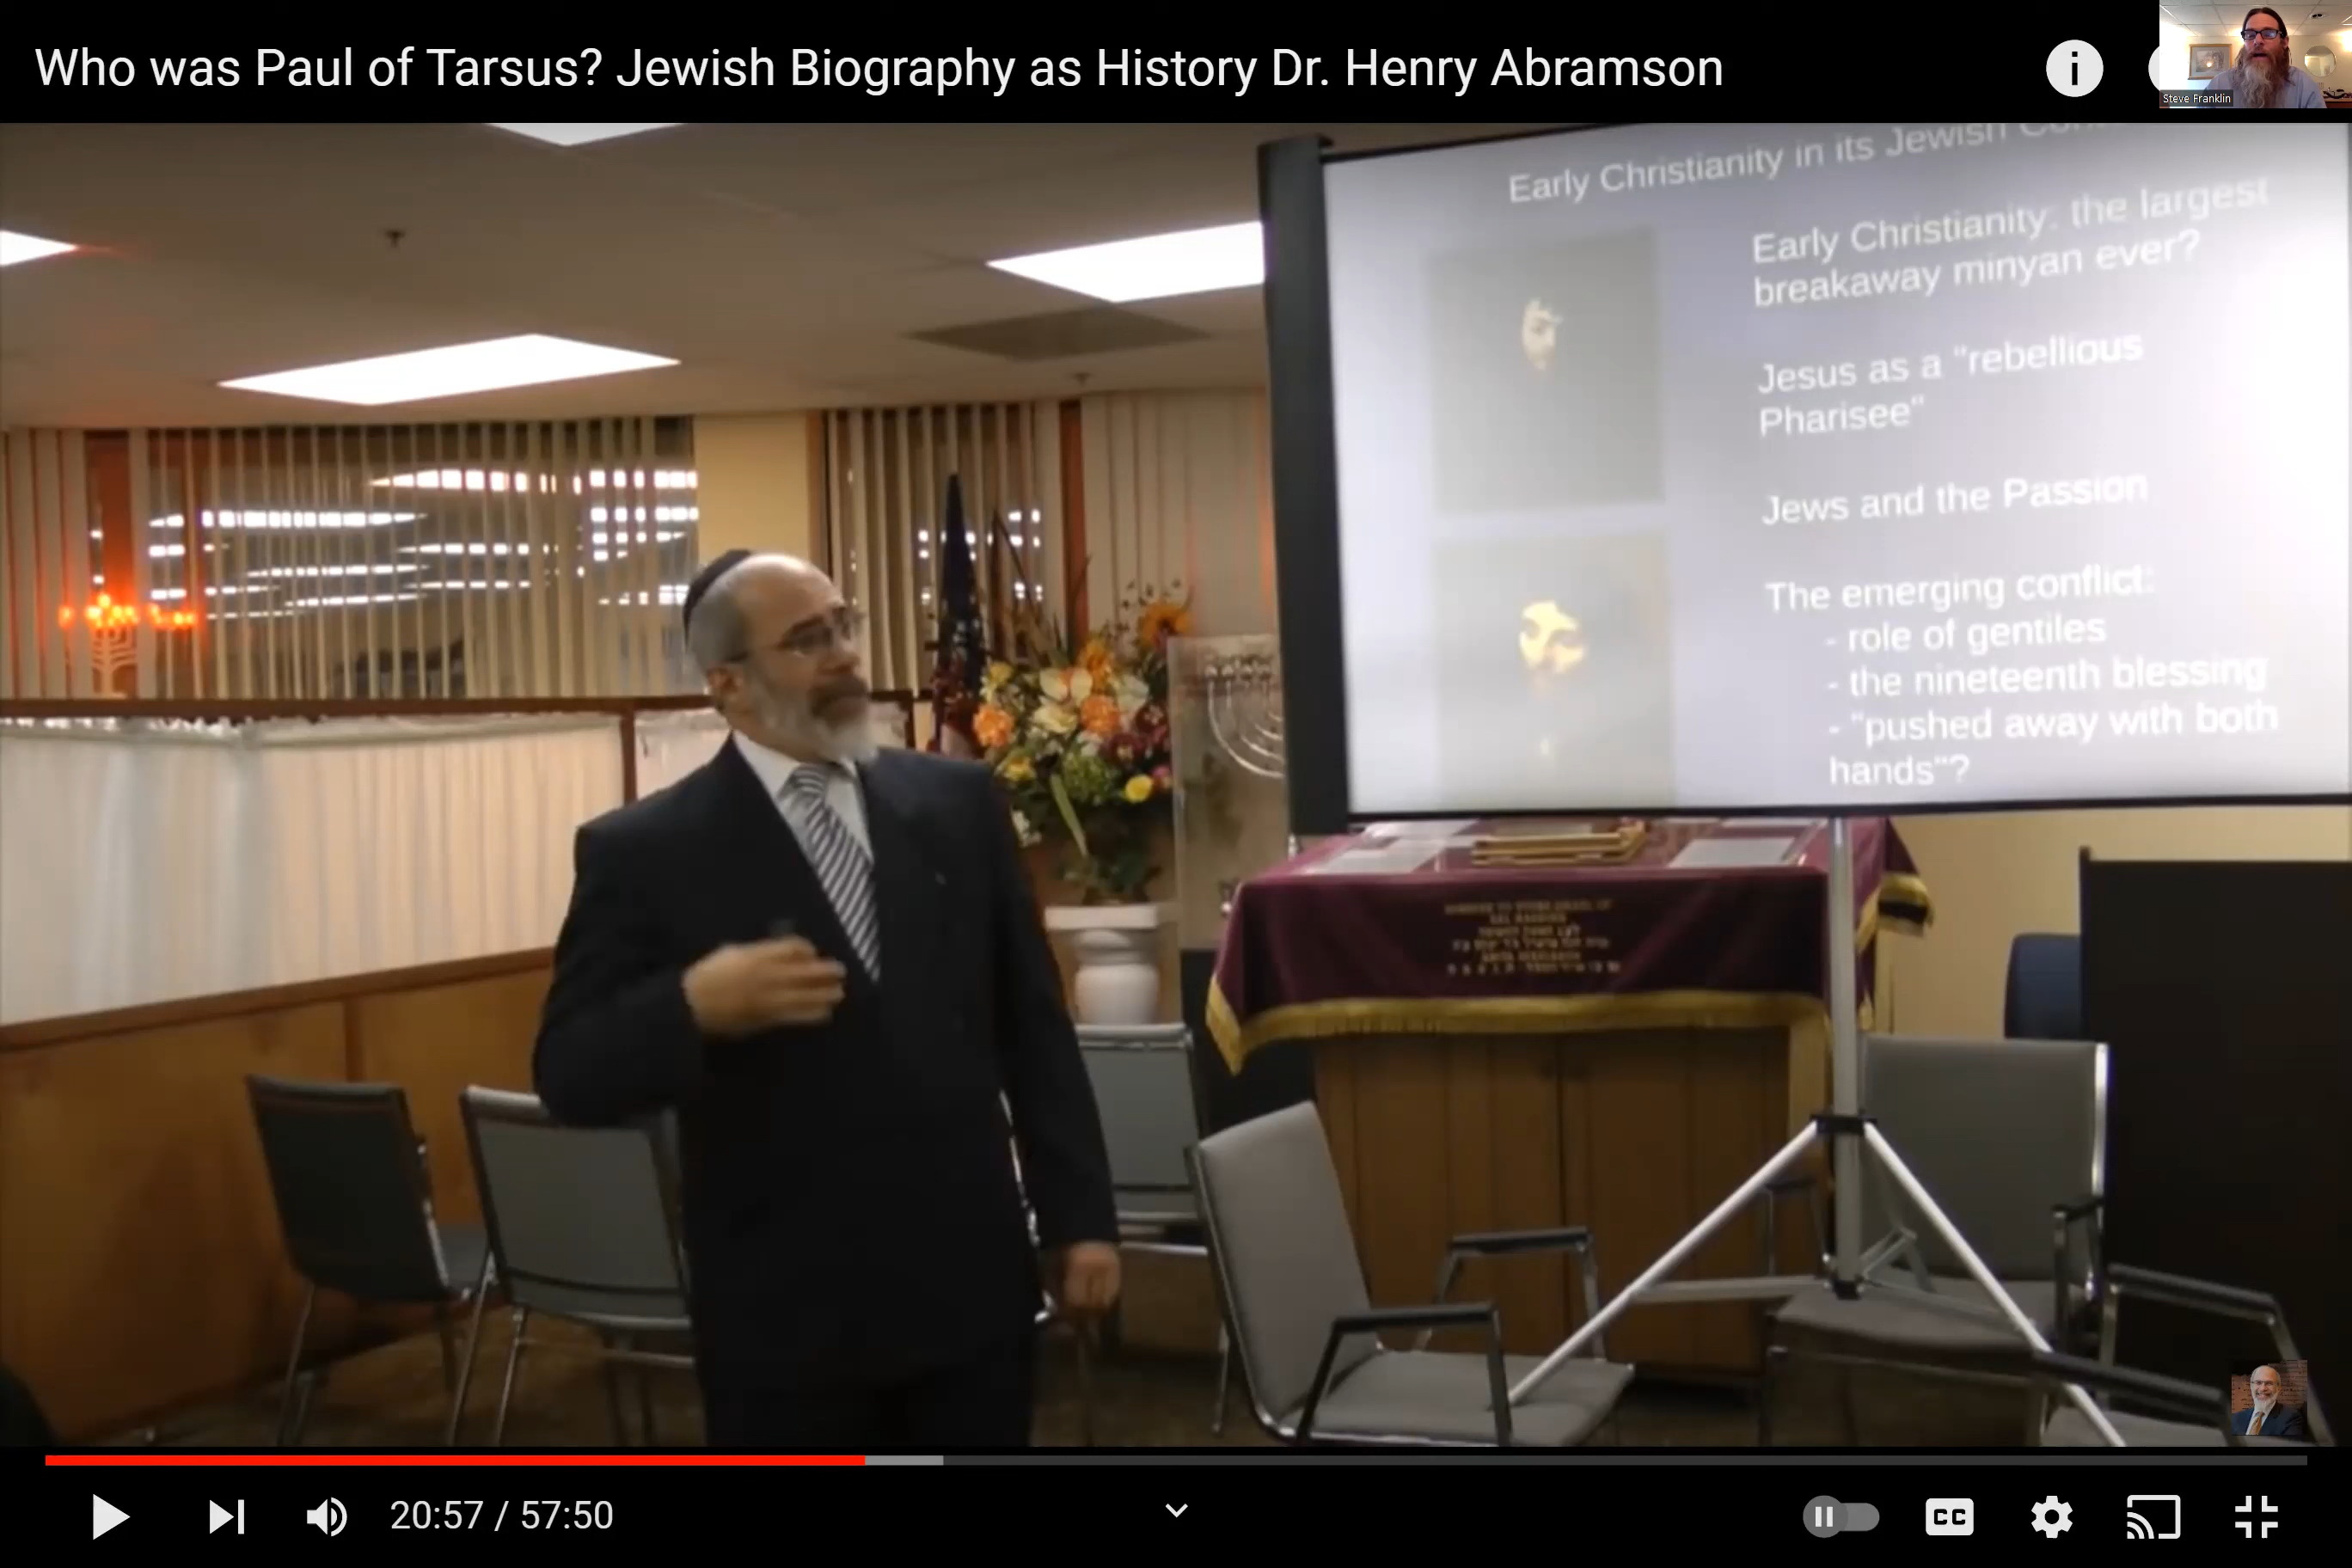 Who was Paul of Tarsus? Jewish Biography as History Dr. Henry Abramson
Steve Franklin
Early Christianity in its Jewish
Early Christianity: the largest
breakaway minyan ever?
Jesus as a "rebellious
Pharisee"
Jews and the Passion
The emerging conflict:
- role of gentiles
- the nineteenth blessing
- "pushed away with both
hands"?
20:57 / 57:50
CC